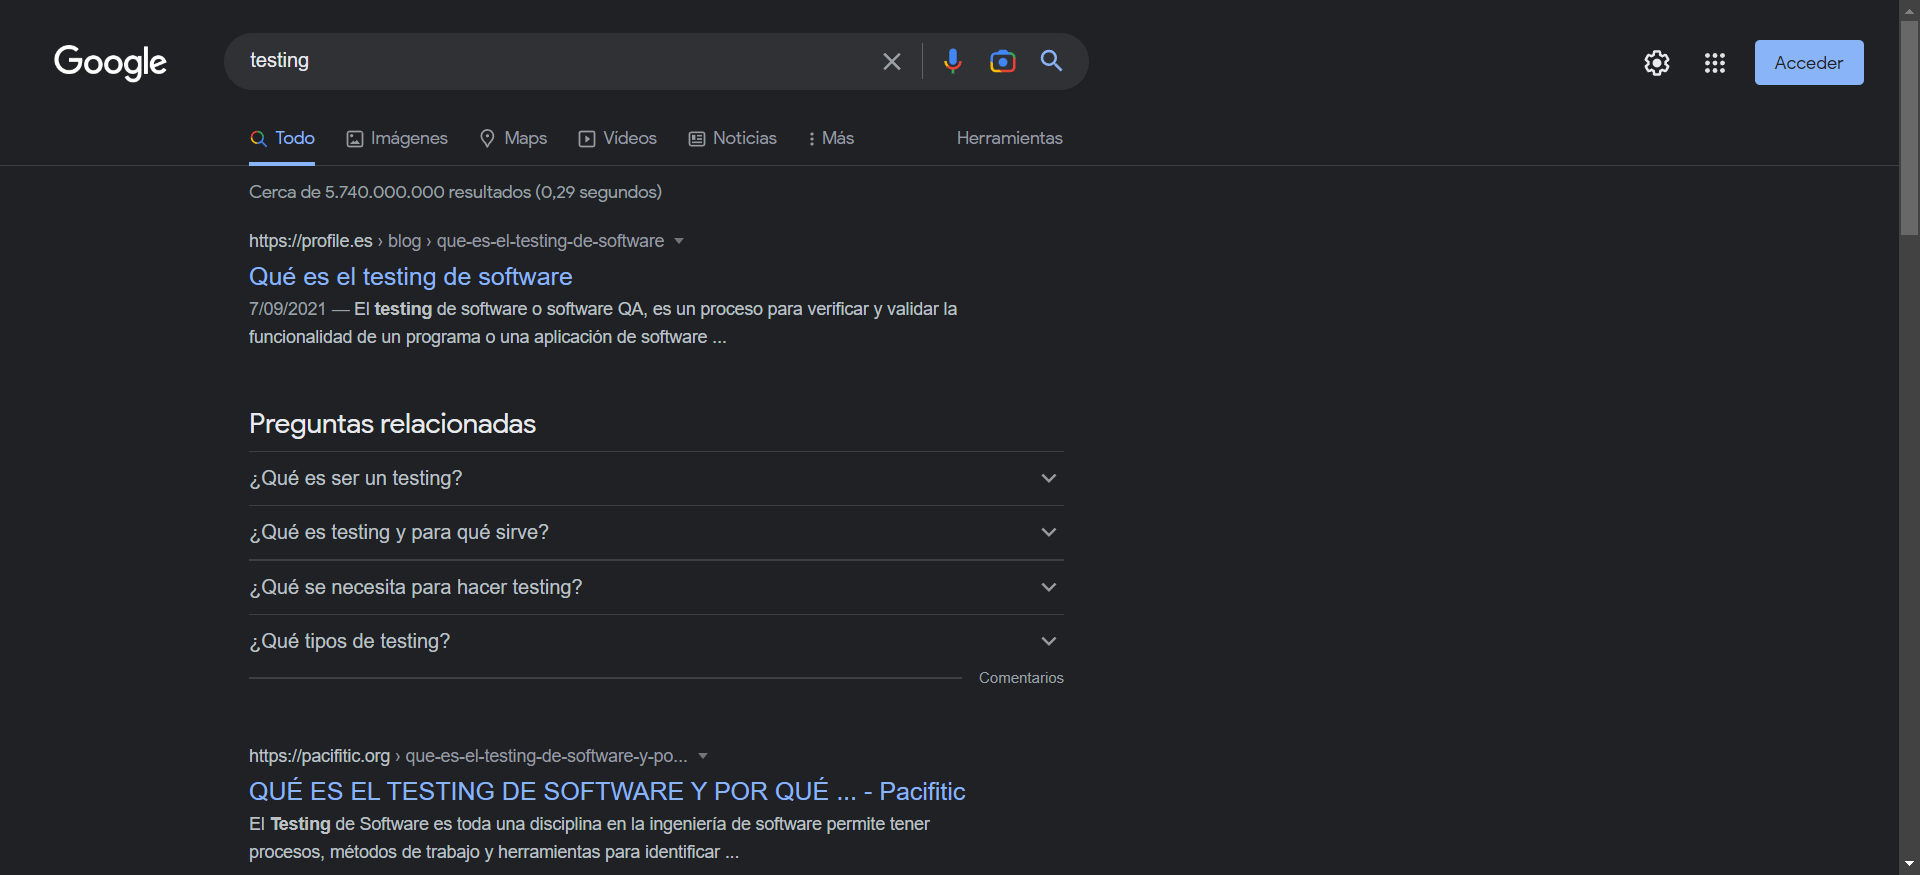 Google
testing
Acceder
Todo
Imágenes
Maps
Vídeos
Noticias
Más
Herramientas
Cerca de 5.740.000.000 resultados (0,29 segundos)
https://profile.es › blog › que-es-el-testing-de-software
Qué es el testing de software
7/09/2021 — El testing de software o software QA, es un proceso para verificar y validar la
funcionalidad de un programa o una aplicación de software ...
Preguntas relacionadas
¿Qué es ser un testing?
¿Qué es testing y para qué sirve?
¿Qué se necesita para hacer testing?
¿Qué tipos de testing?
Comentarios
https://pacifitic.org › que-es-el-testing-de-software-y-po...
QUÉ ES EL TESTING DE SOFTWARE Y POR QUÉ ... - Pacifitic
El Testing de Software es toda una disciplina en la ingeniería de software permite tener
procesos, métodos de trabajo y herramientas para identificar ...